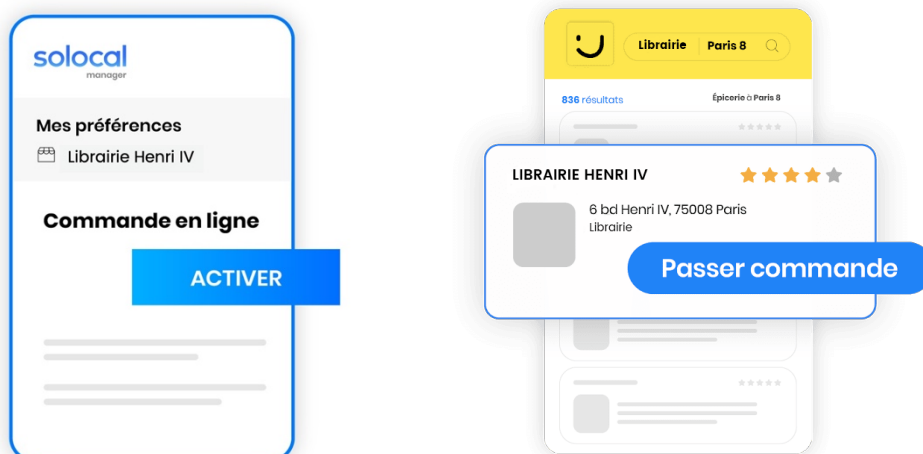 solocal
manager
Mes préférences
Librairie Henri IV
Commande en ligne
ACTIVER
Librairie Paris 8
836 résultats
Épicerie à Paris 8
LIBRAIRIE HENRI IV
6 bd Henri IV, 75008 Paris
Librairie
Passer commande